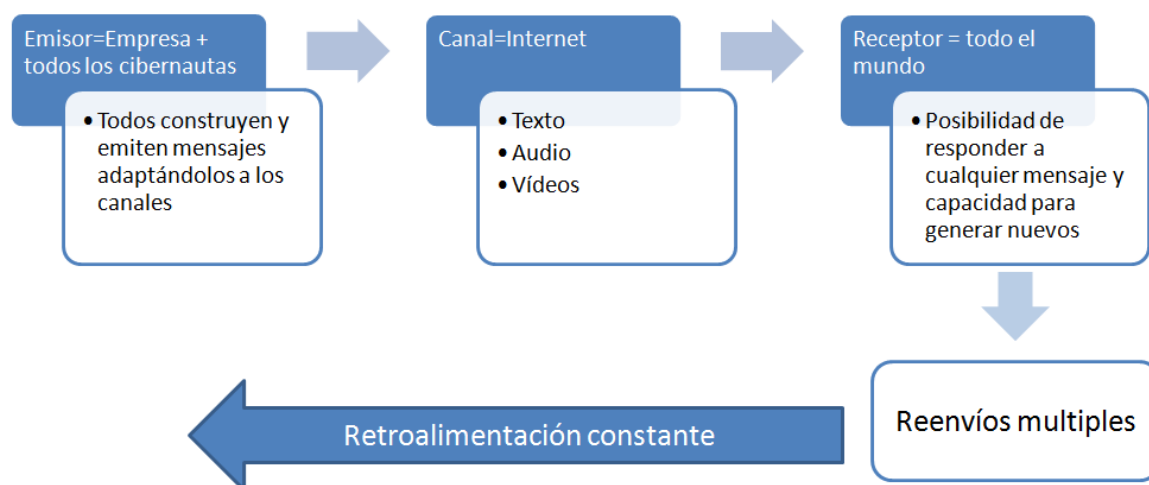 Emisor=Empresa +
todos los cibernautas
• Todos construyen y
emiten mensajes
adaptándolos a los
canales
Canal=Internet
• Texto
• Audio
• Vídeos
Receptor = todo el
mundo
• Posibilidad de
responder a
cualquier mensaje y
capacidad para
generar nuevos
Reenvíos multiples
Retroalimentación constante